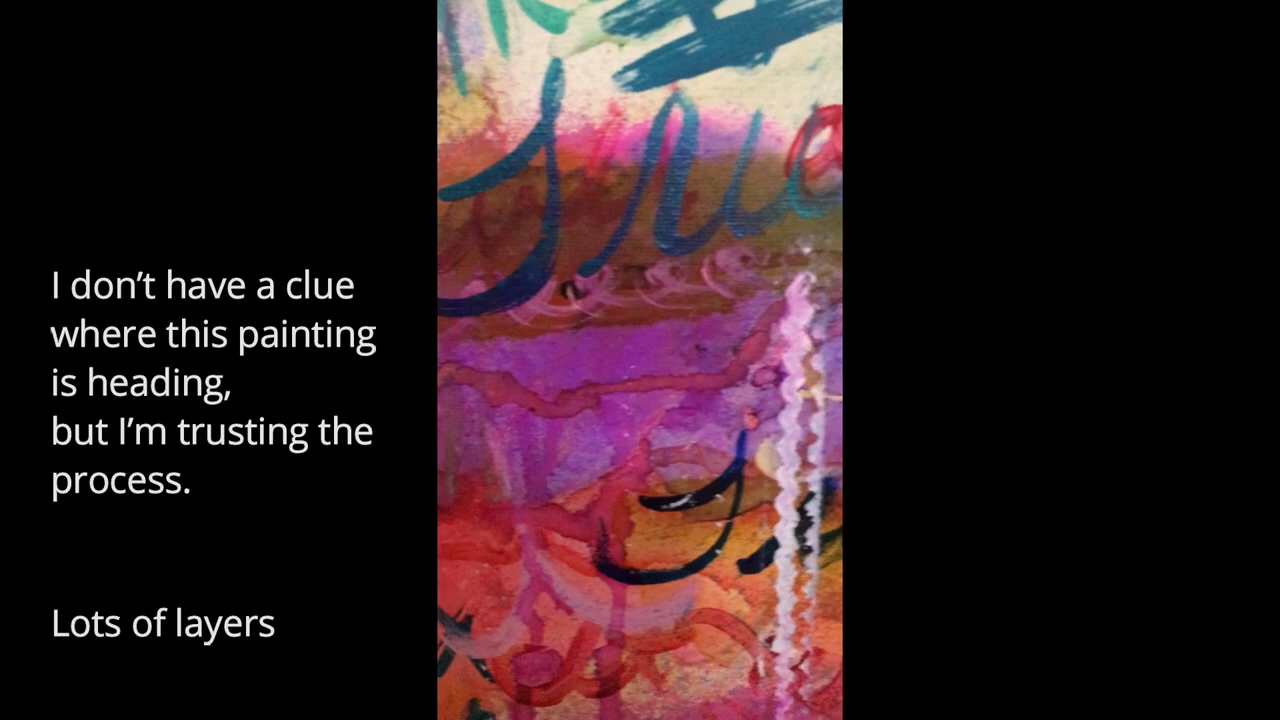 I don't have a clue
where this painting
is heading,
but I'm trusting the
process.
Lots of layers